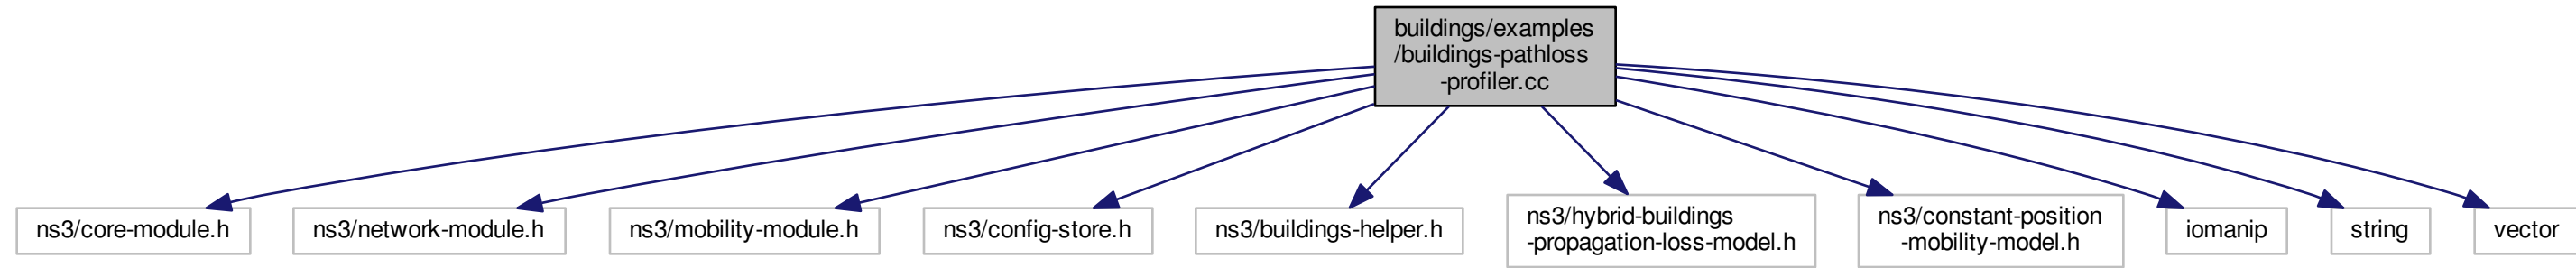 buildings/examples
/buildings-pathloss
-profiler.cc
ns3/core-module.h
ns3/network-module.h
ns3/mobility-module.h
ns3/config-store.h
ns3/buildings-helper.h
ns3/hybrid-buildings
-propagation-loss-model.h
ns3/constant-position
-mobility-model.h
iomanip
string
vector